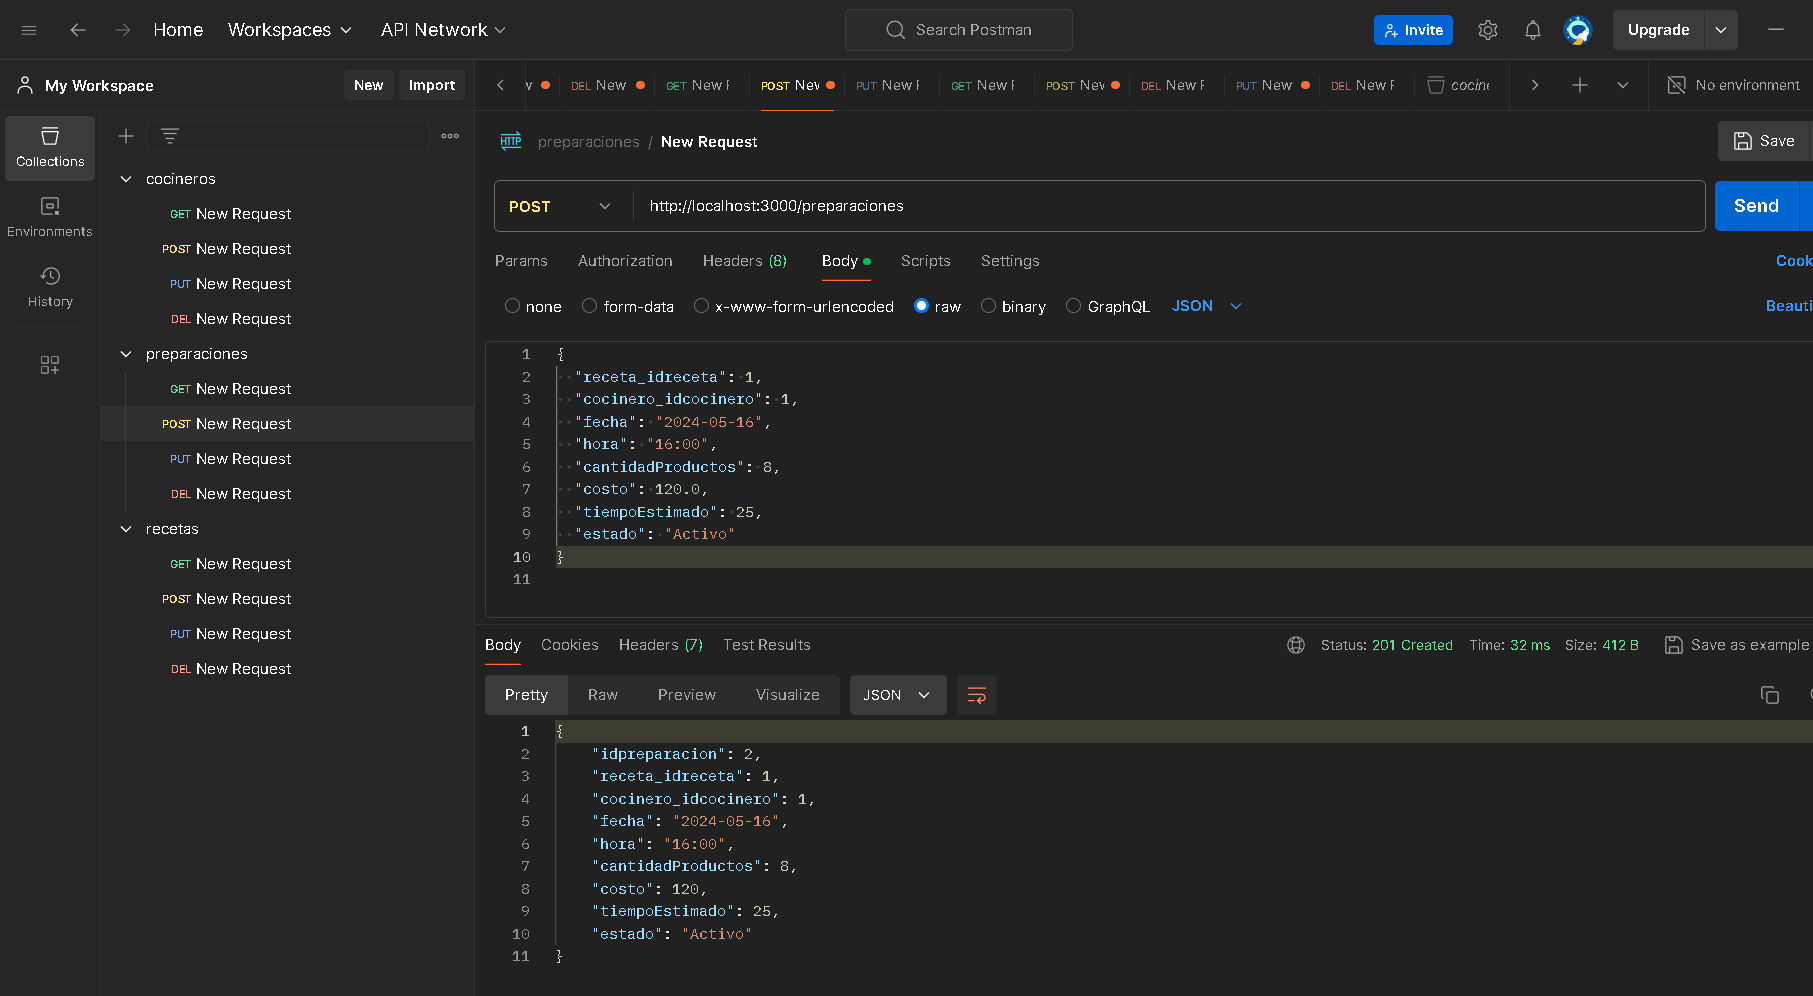 Home Workspaces API Network Search Postman Invite Upgrade
My Workspace New Import DEL New GET New POST New PUT New GET New POST New DEL New PUT New DEL New No environment
Collections
Environments
History
cocineros
GET New Request
POST New Request
PUT New Request
DEL New Request
preparaciones
GET New Request
POST New Request
PUT New Request
DEL New Request
recetas
GET New Request
POST New Request
PUT New Request
DEL New Request
HTTP preparaciones / New Request Save
POST http://localhost:3000/preparaciones Send
Params Authorization Headers (8) Body Scripts Settings Cook
none form-data x-www-form-urlencoded raw binary GraphQL JSON Beauti
1 {
2 "receta_idreceta": 1,
3 "cocinero_idcocinero": 1,
4 "fecha": "2024-05-16",
5 "hora": "16:00",
6 "cantidadProductos": 8,
7 "costo": 120.0,
8 "tiempoEstimado": 25,
9 "estado": "Activo"
10 }
11
Body Cookies Headers (7) Test Results Status: 201 Created Time: 32 ms Size: 412 B Save as example
Pretty Raw Preview Visualize JSON
1 {
2 "idpreparacion": 2,
3 "receta_idreceta": 1,
4 "cocinero_idcocinero": 1,
5 "fecha": "2024-05-16",
6 "hora": "16:00",
7 "cantidadProductos": 8,
8 "costo": 120,
9 "tiempoEstimado": 25,
10 "estado": "Activo"
11 }